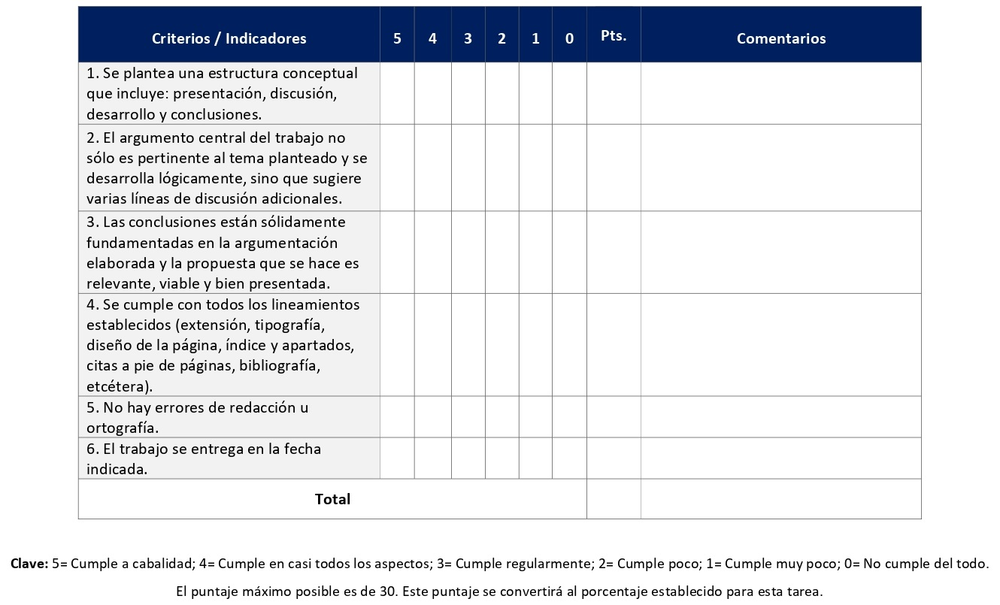 Criterios / Indicadores 5 4 3 2 1 0 Pts. Comentarios
1. Se plantea una estructura conceptual
que incluye: presentación, discusión,
desarrollo y conclusiones.
2. El argumento central del trabajo no
sólo es pertinente al tema planteado y se
desarrolla lógicamente, sino que sugiere
varias líneas de discusión adicionales.
3. Las conclusiones están sólidamente
fundamentadas en la argumentación
elaborada y la propuesta que se hace es
relevante, viable y bien presentada.
4. Se cumple con todos los lineamientos
establecidos (extensión, tipografía,
diseño de la página, índice y apartados,
citas a pie de páginas, bibliografía,
etcétera).
5. No hay errores de redacción u
ortografía.
6. El trabajo se entrega en la fecha
indicada.
Total
Clave: 5= Cumple a cabalidad; 4= Cumple en casi todos los aspectos; 3= Cumple regularmente; 2= Cumple poco; 1= Cumple muy poco; 0= No cumple del todo.
El puntaje máximo posible es de 30. Este puntaje se convertirá al porcentaje establecido para esta tarea.